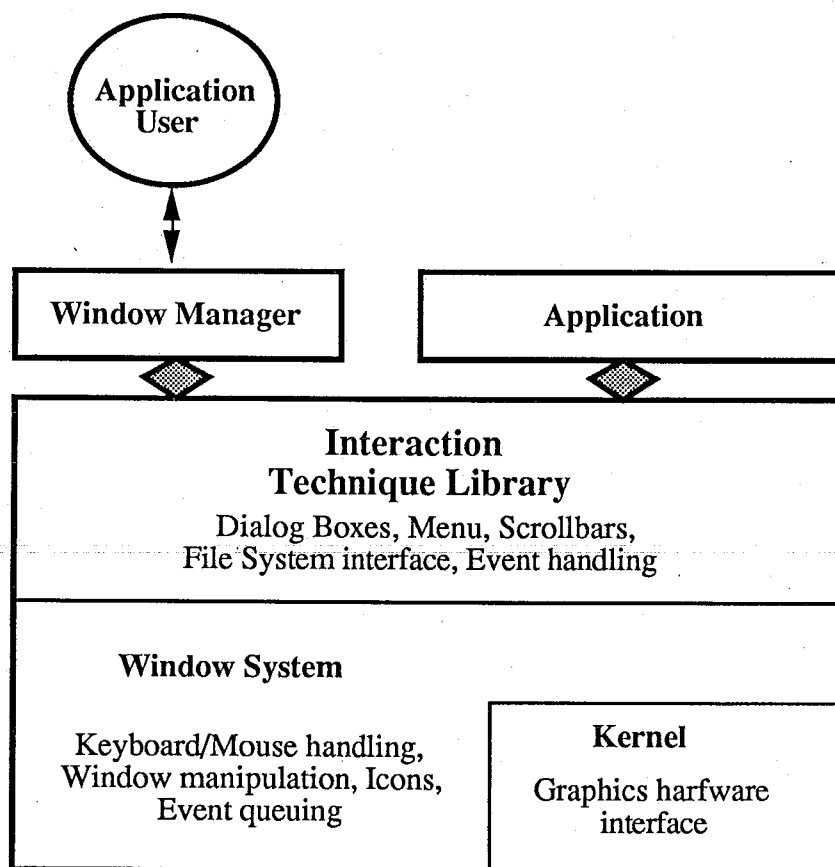 Application
User
Window Manager
Application
Interaction
Technique Library
Dialog Boxes, Menu, Scrollbars,
File System interface, Event handling
Window System
Keyboard/Mouse handling,
Window manipulation, Icons,
Event queuing
Kernel
Graphics harfware
interface